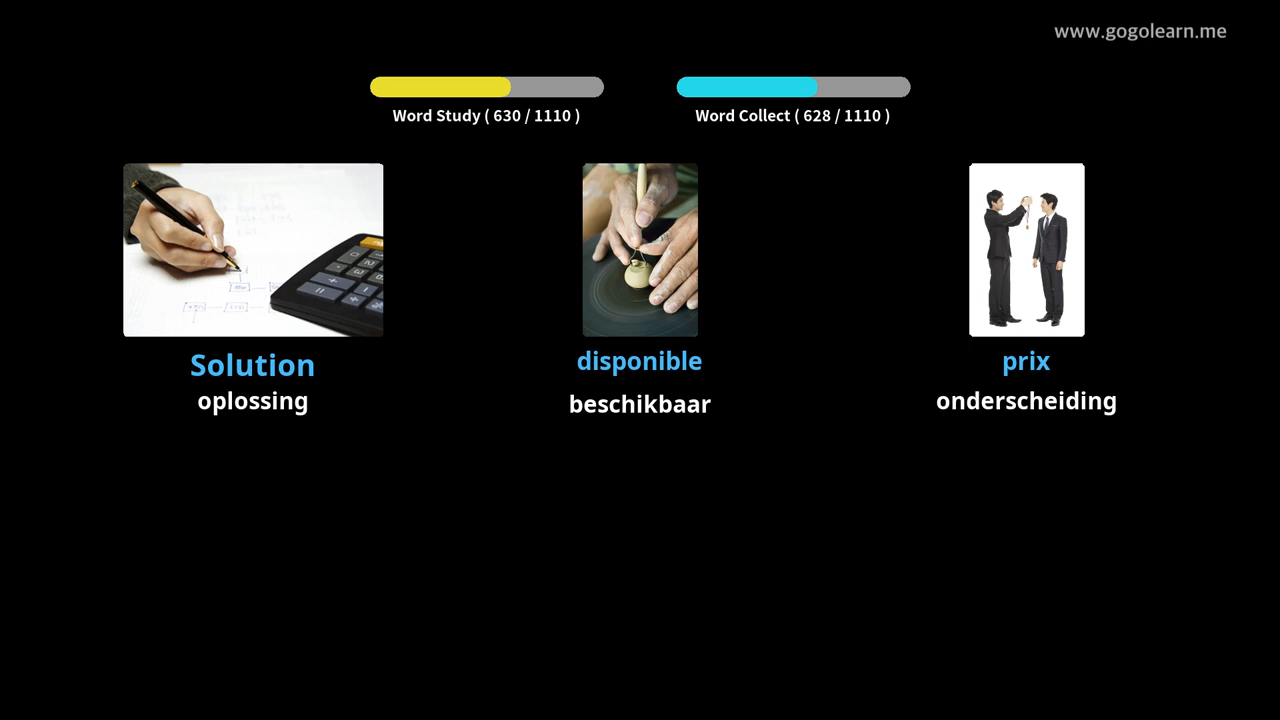 www.gogolearn.me
Word Study ( 630 / 1110 )
Word Collect ( 628 / 1110 )
Solution
oplossing
disponible
beschikbaar
prix
onderscheiding